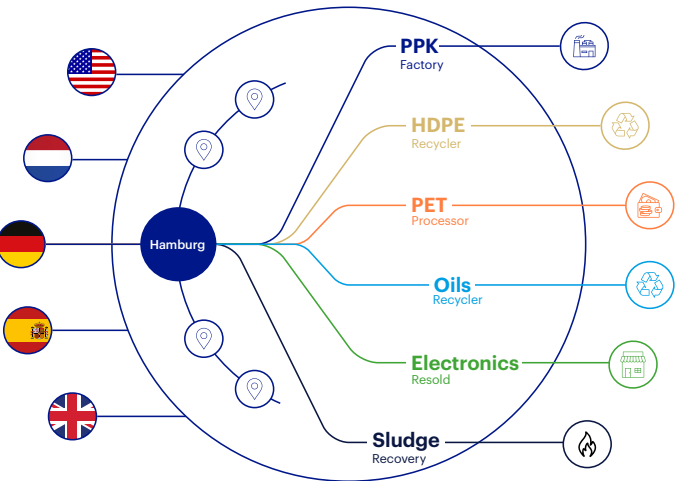 PPK
Factory
HDPE
Recycler
PET
Processor
Hamburg
Oils
Recycler
Electronics
Resold
Sludge
Recovery